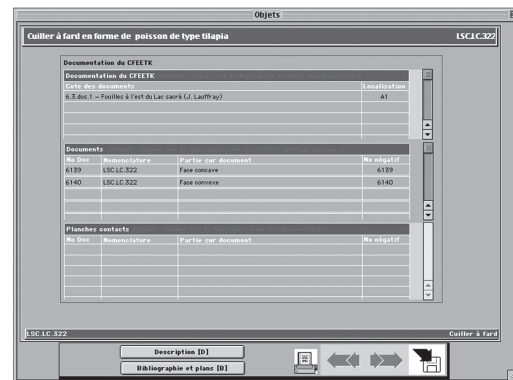 Objets
Cuiller à fard en forme de poisson de type tilapia LSC.LC.322
Documentation du CFEETK
Documentation du CFEETK
Cote des documents Localisation
6.3.dos.1 – Fouilles à l'est du Lac sacré (J. Lauffray) A1
Documents
No Doc Nomenclature Partie sur document No négatif
6139 LSC.LC.322 Face concave 6139
6140 LSC.LC.322 Face convexe 6140
Planches contacts
No Doc Nomenclature Partie sur document No négatif
LSC.LC.322 Cuiller à fard
Description [D]
Bibliographie et plans [B]